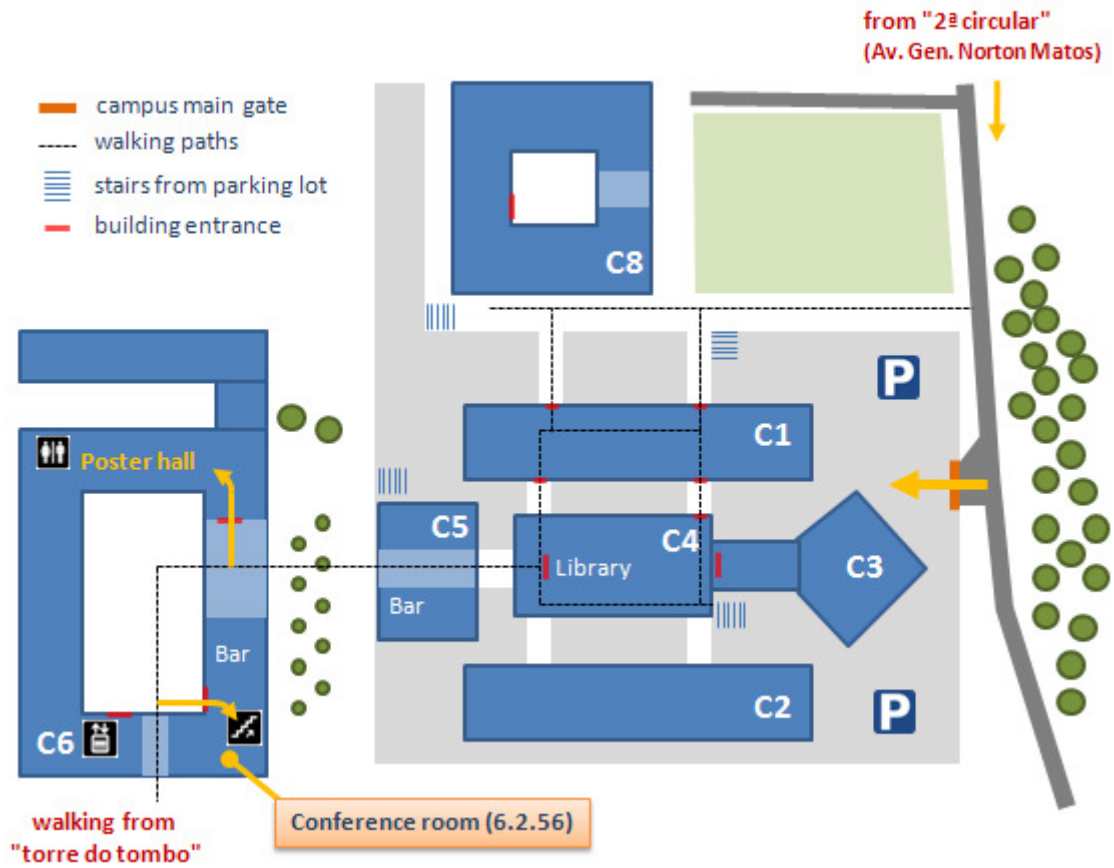 from "2ª circular"
(Av. Gen. Norton Matos)
campus main gate
walking paths
stairs from parking lot
building entrance
C8
P
Poster hall
C1
C5
C4
Library
C3
Bar
Bar
C2
P
C6
Conference room (6.2.56)
walking from
"torre do tombo"